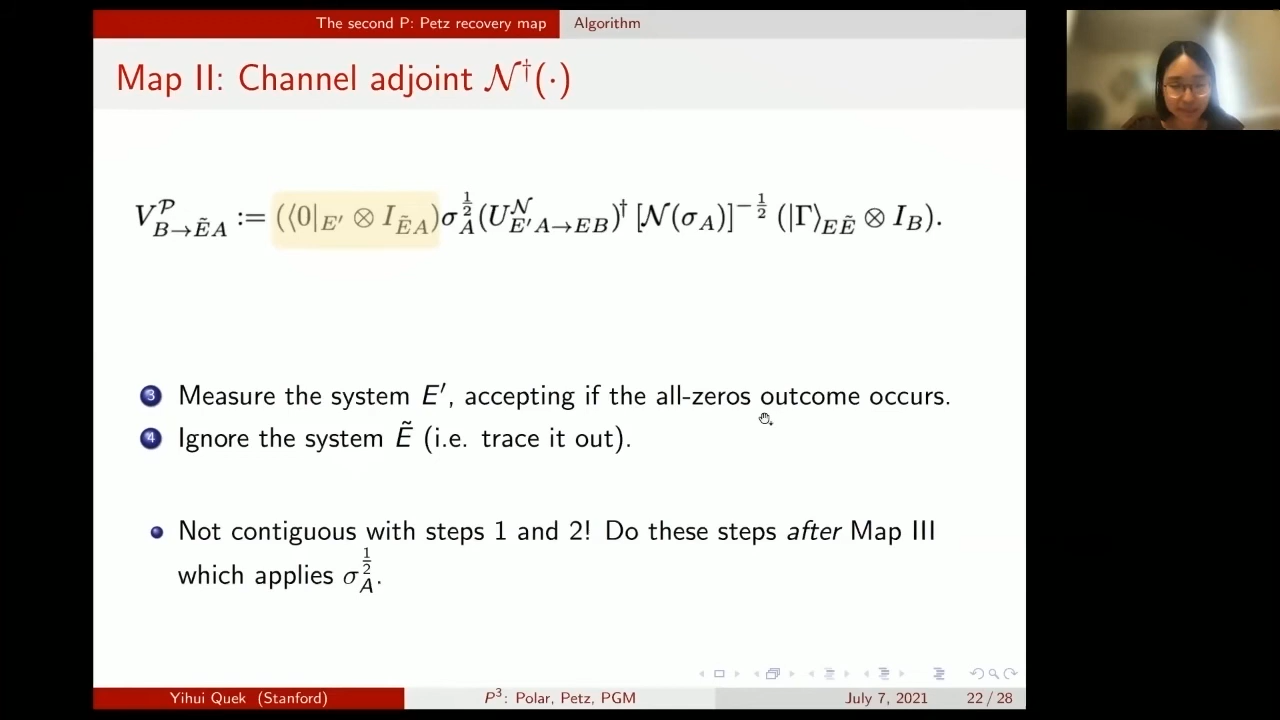 The second P: Petz recovery map Algorithm
Map II: Channel adjoint 𝒩†(·)
V^𝒫_{B→ẼA} := (⟨0|_{E′} ⊗ I_{ẼA})σ_A^{1/2}(U^𝒩_{E′A→EB})† [𝒩(σ_A)]^{−1/2} (|Γ⟩_{EẼ} ⊗ I_B).
3 Measure the system E′, accepting if the all-zeros outcome occurs.
4 Ignore the system Ẽ (i.e. trace it out).
• Not contiguous with steps 1 and 2! Do these steps after Map III
which applies σ_A^{1/2}.
Yihui Quek (Stanford) P³: Polar, Petz, PGM July 7, 2021 22 / 28